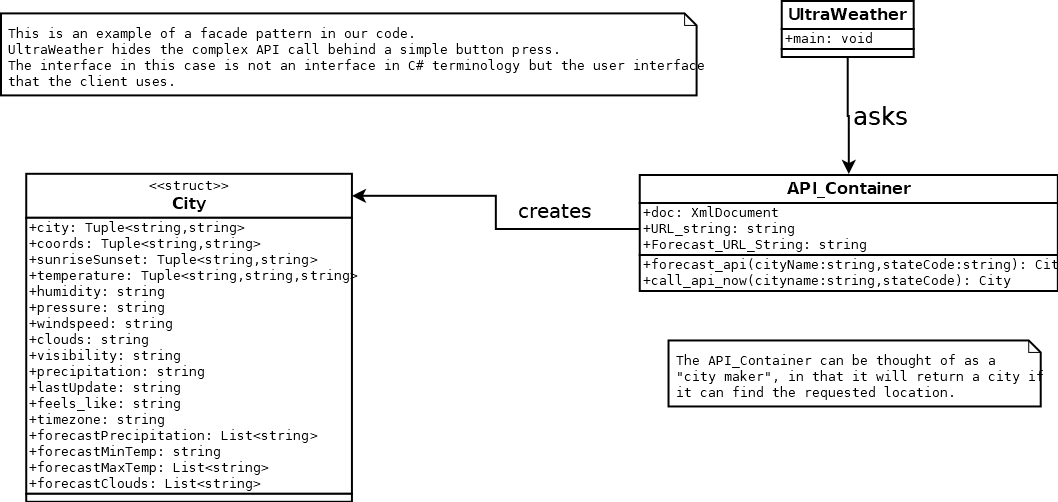 This is an example of a facade pattern in our code.
UltraWeather hides the complex API call behind a simple button press.
The interface in this case is not an interface in C# terminology but the user interface
that the client uses.
UltraWeather
+main: void
asks
API_Container
+doc: XmlDocument
+URL_string: string
+Forecast_URL_String: string
+forecast_api(cityName:string,stateCode:string): Cit
+call_api_now(cityname:string,stateCode): City
creates
<<struct>>
City
+city: Tuple<string,string>
+coords: Tuple<string,string>
+sunriseSunset: Tuple<string,string>
+temperature: Tuple<string,string,string>
+humidity: string
+pressure: string
+windspeed: string
+clouds: string
+visibility: string
+precipitation: string
+lastUpdate: string
+feels_like: string
+timezone: string
+forecastPrecipitation: List<string>
+forecastMinTemp: string
+forecastMaxTemp: List<string>
+forecastClouds: List<string>
The API_Container can be thought of as a
"city maker", in that it will return a city if
it can find the requested location.